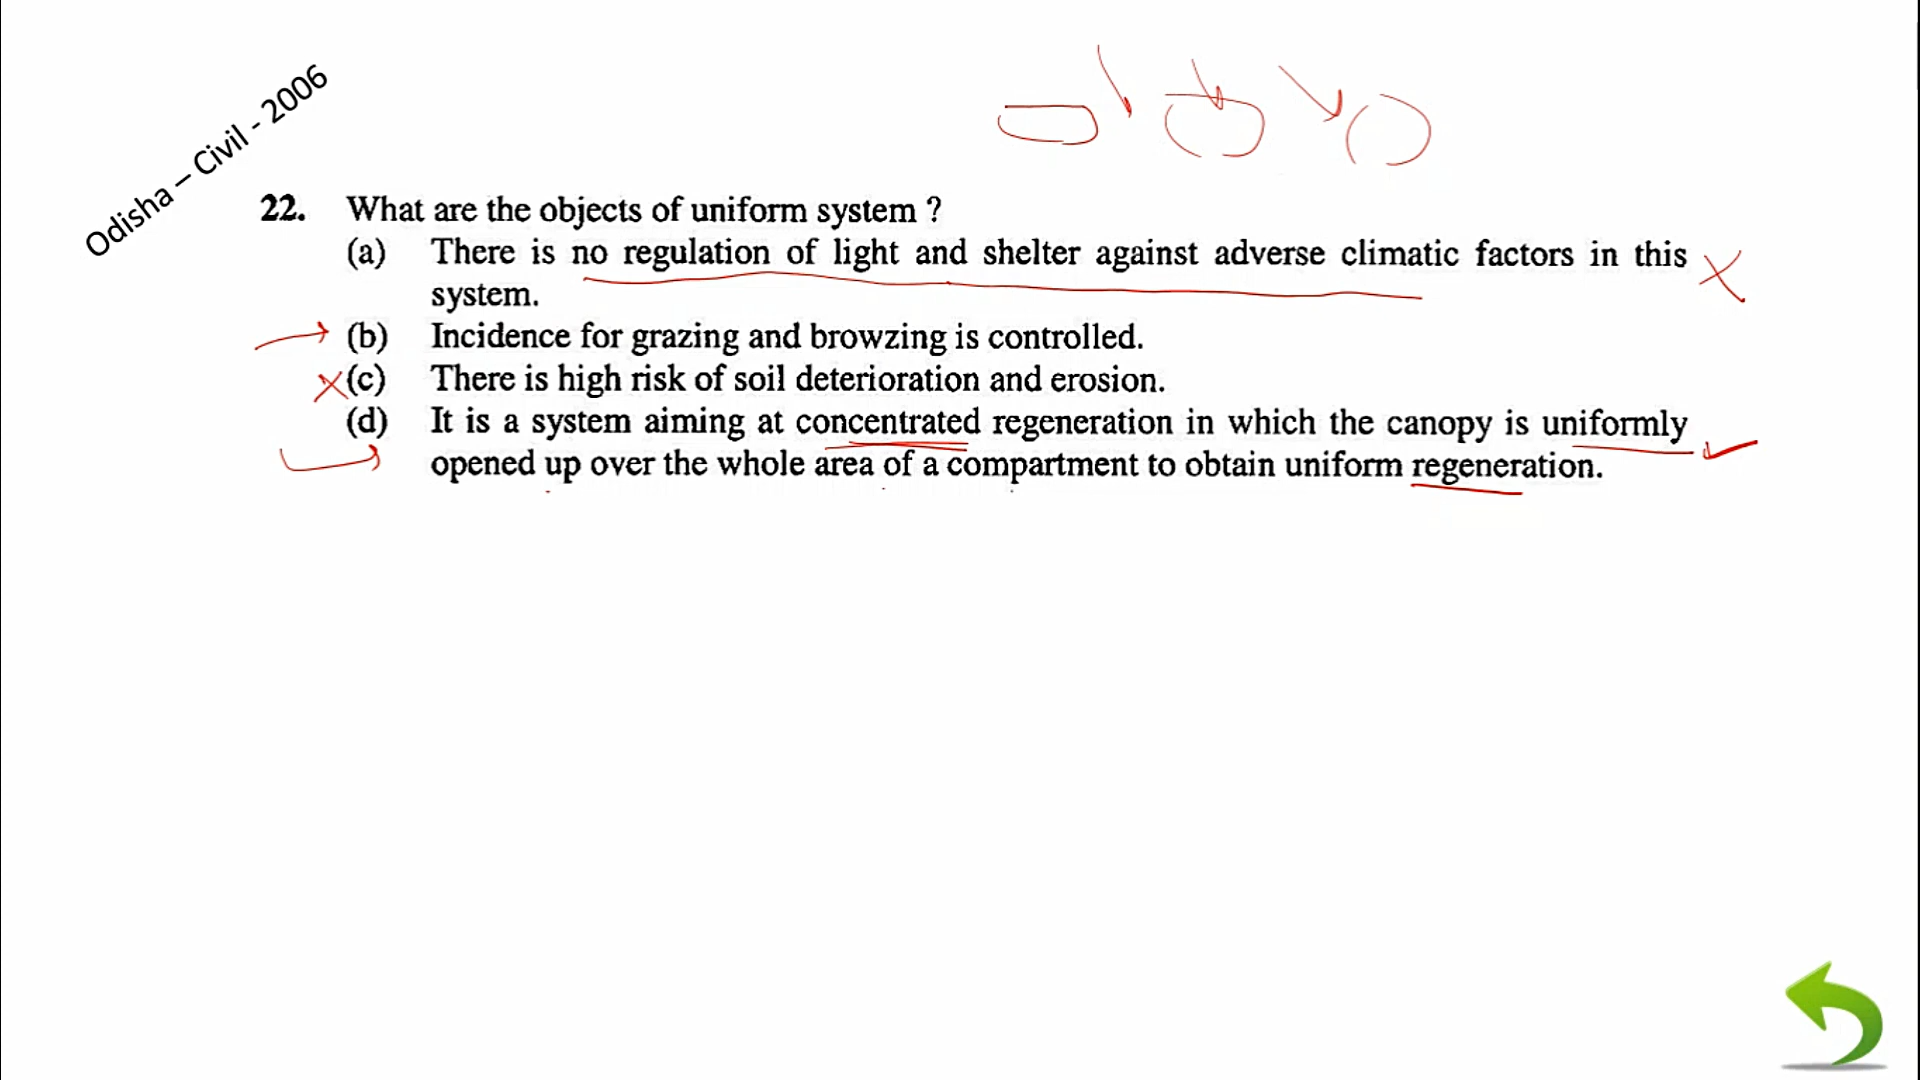 Odisha – Civil - 2006
22. What are the objects of uniform system ?
(a) There is no regulation of light and shelter against adverse climatic factors in this
system.
(b) Incidence for grazing and browzing is controlled.
(c) There is high risk of soil deterioration and erosion.
(d) It is a system aiming at concentrated regeneration in which the canopy is uniformly
opened up over the whole area of a compartment to obtain uniform regeneration.